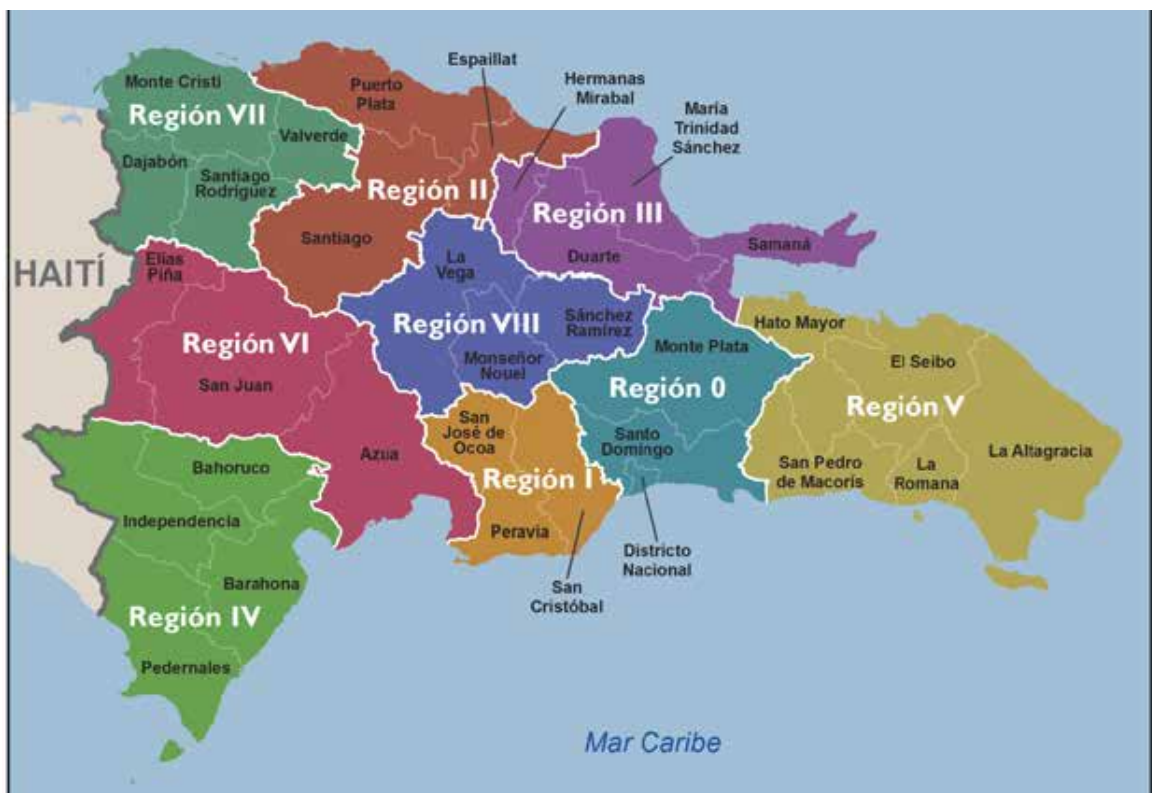 Espaillat
Monte Cristi
Puerto
Plata
Hermanas
Mirabal
María
Trinidad
Sánchez
Región VII
Valverde
Dajabón
Santiago
Rodríguez
Región II
Región III
Santiago
Samaná
Elías
Piña
La
Vega
Duarte
HAITÍ
Región VIII
Sánchez
Ramírez
Hato Mayor
Región VI
Monseñor
Nouel
Monte Plata
El Seibo
San Juan
Región 0
Región V
San
José de
Ocoa
Azua
Santo
Domingo
La Altagracia
Bahoruco
Región I
San Pedro
de Macorís
La
Romana
Independencia
Peravia
Districto
Nacional
Barahona
San
Cristóbal
Región IV
Pedernales
Mar Caribe